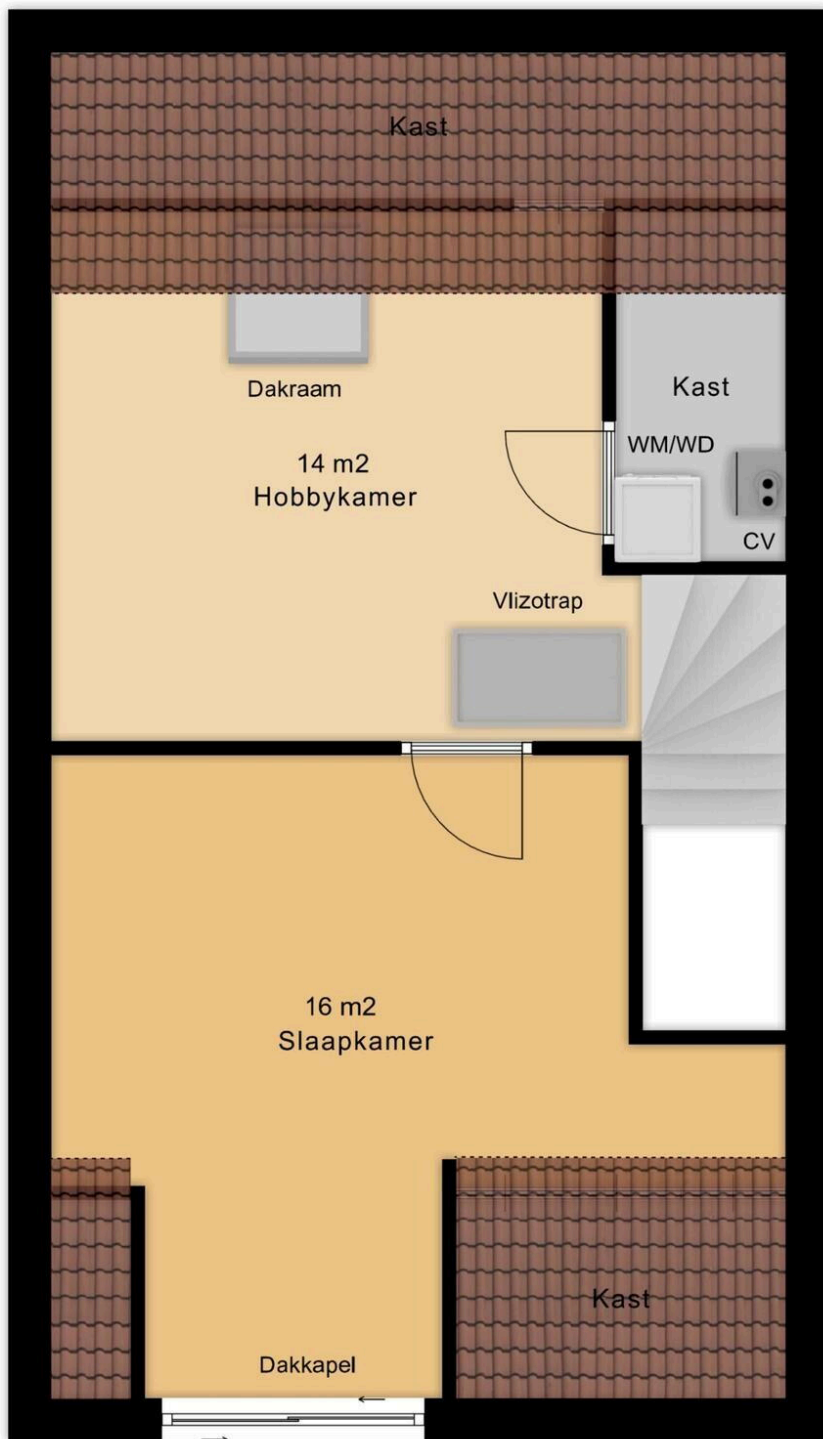 Kast
Dakraam
Kast
14 m2
Hobbykamer
WM/WD
CV
Vlizotrap
16 m2
Slaapkamer
Kast
Dakkapel